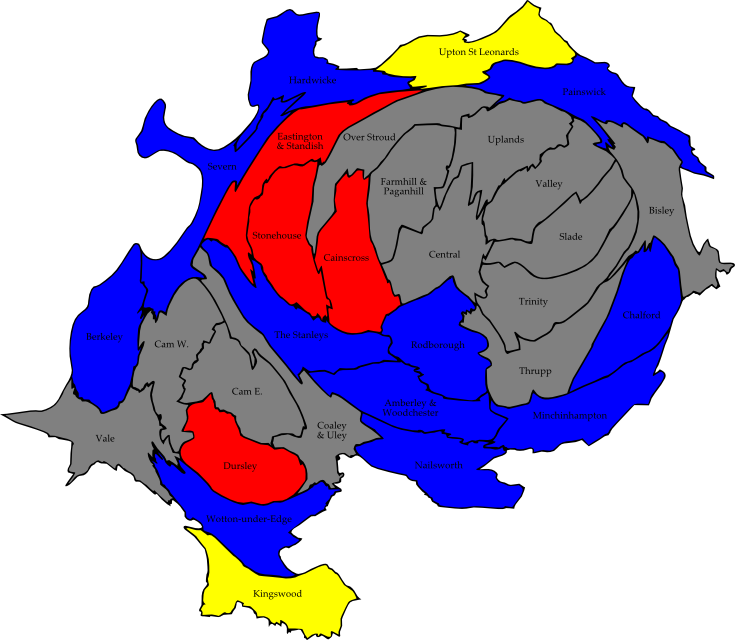 Upton St Leonards
Hardwicke
Painswick
Eastington
& Standish
Over Stroud
Uplands
Severn
Farmhill &
Paganhill
Valley
Bisley
Stonehouse
Slade
Cainscross
Central
Trinity
Chalford
Berkeley
The Stanleys
Cam W.
Rodborough
Thrupp
Cam E.
Amberley &
Woodchester
Minchinhampton
Coaley
& Uley
Vale
Dursley
Nailsworth
Wotton-under-Edge
Kingswood